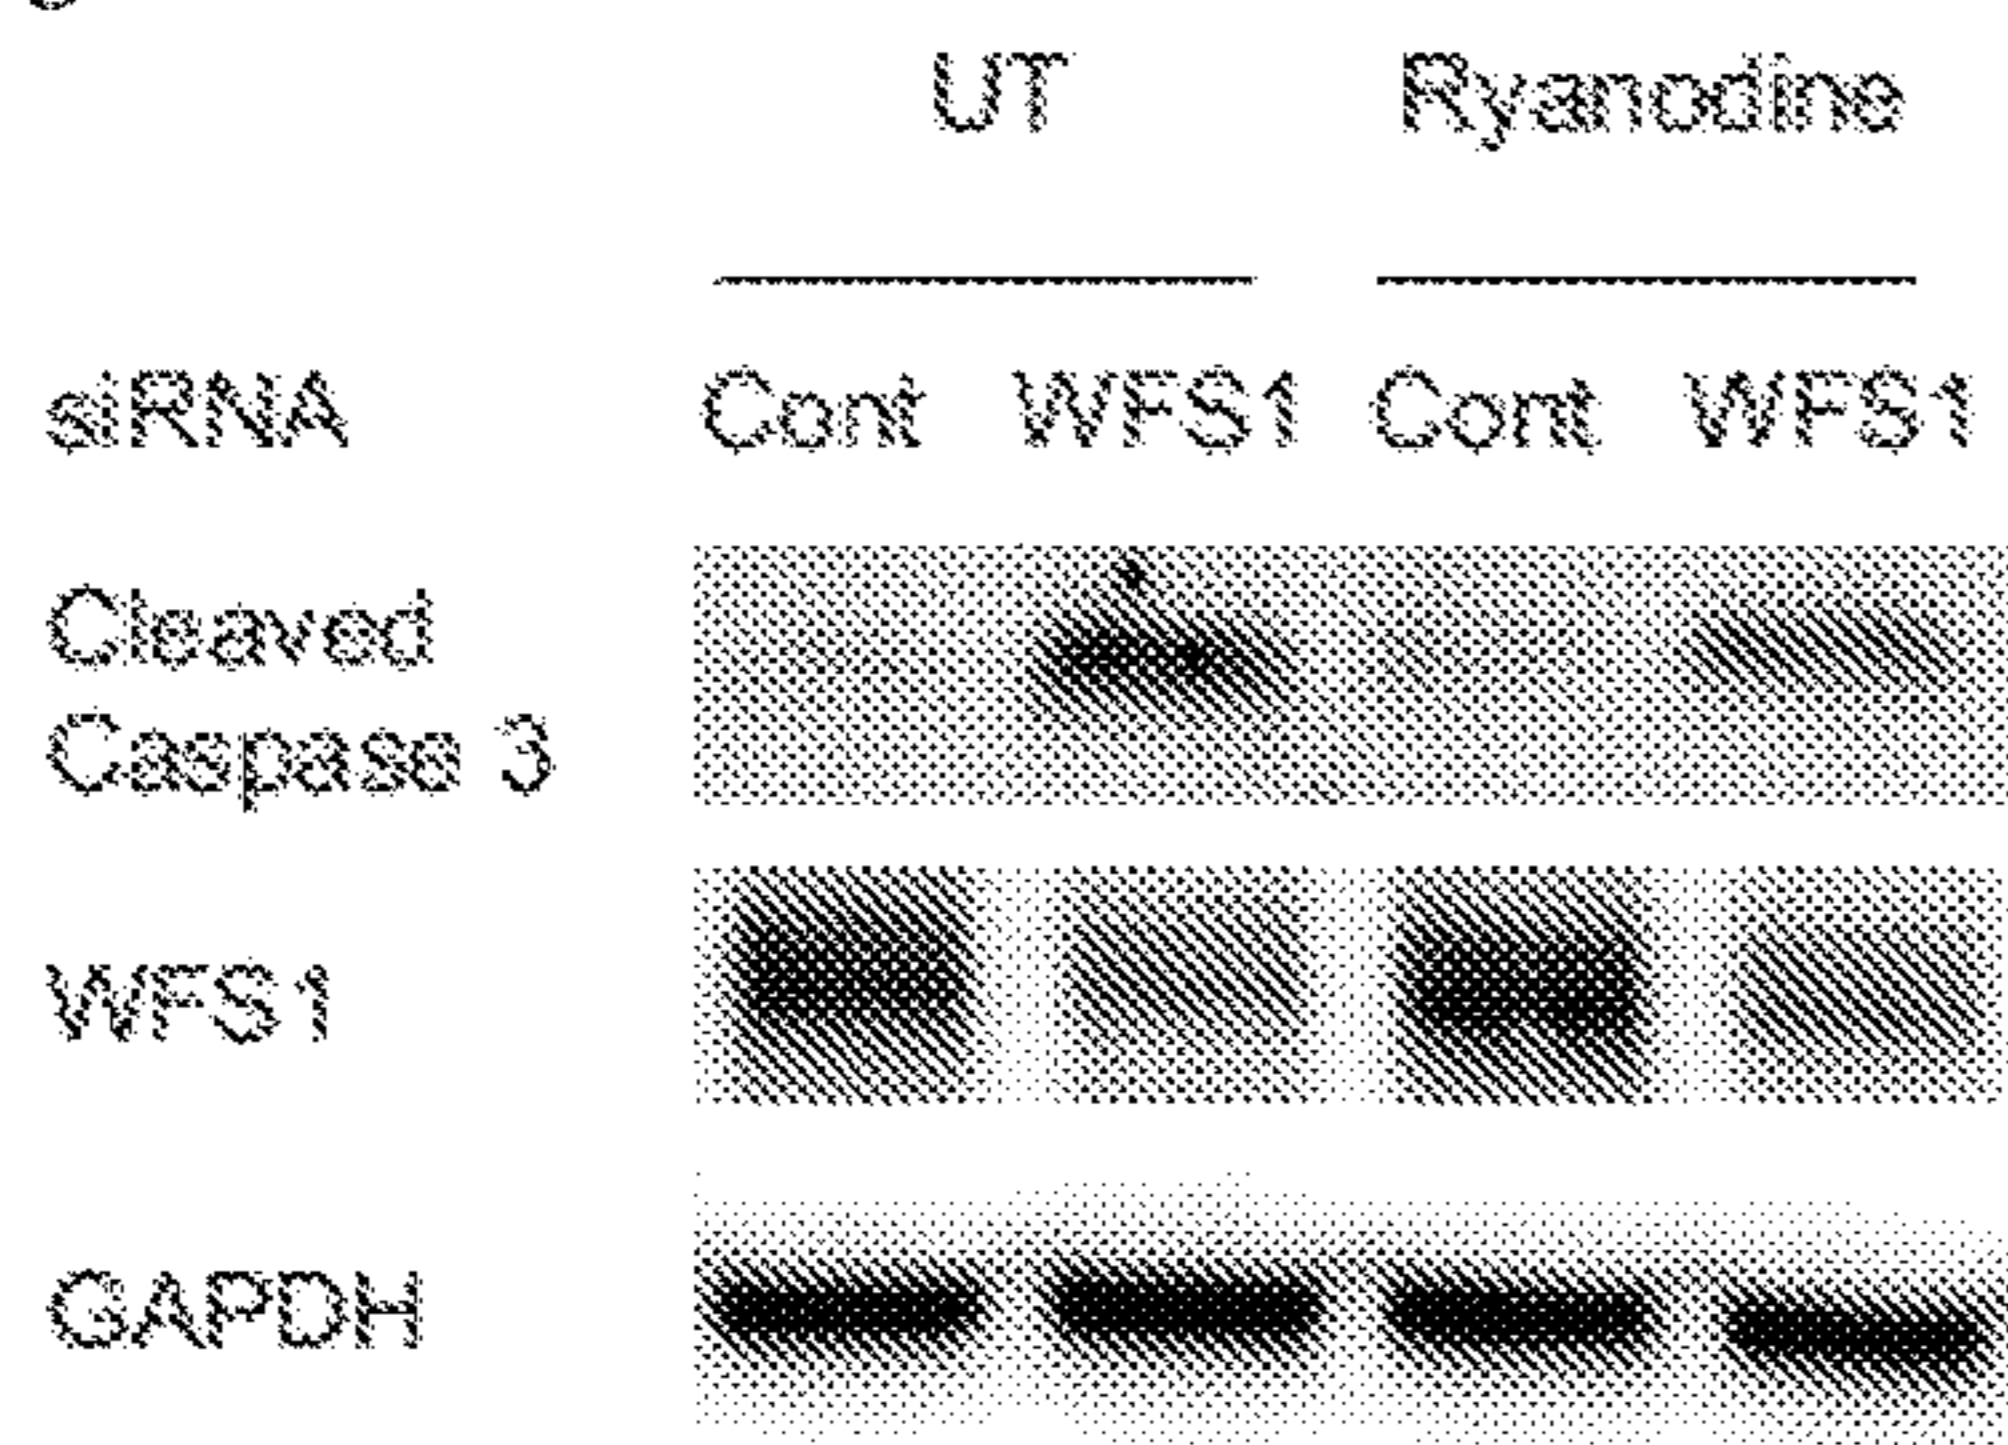 UT Ryanodine
siRNA Cont WFS1 Cont WFS1
Cleaved
Caspase 3
WFS1
GAPDH